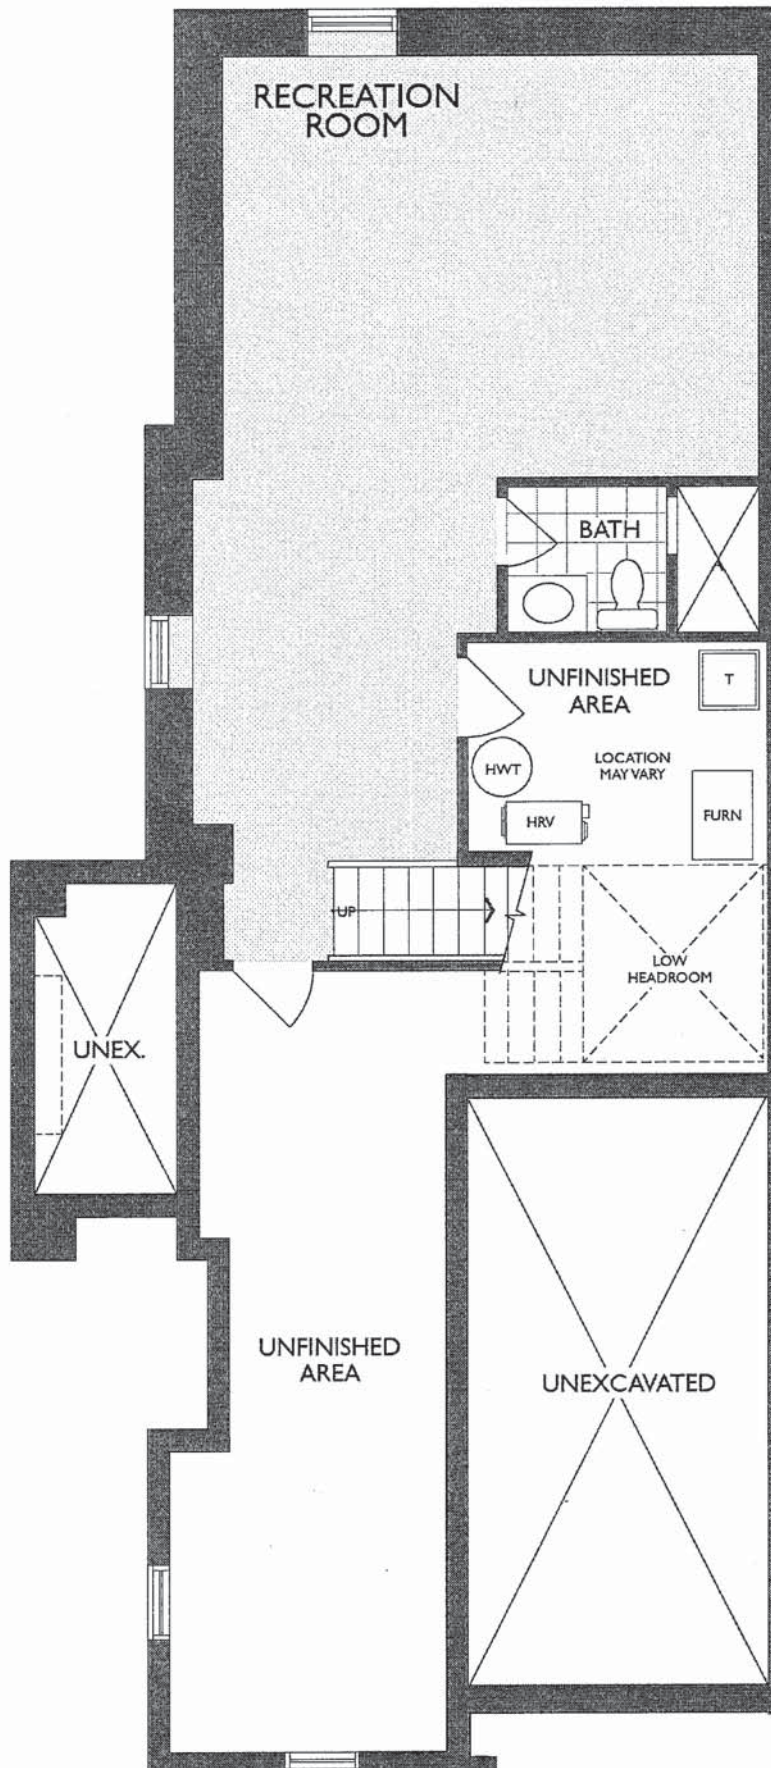 RECREATION
ROOM
BATH
UNFINISHED
AREA
T
LOCATION
MAY VARY
HWT
HRV
FURN
UP
LOW
HEADROOM
UNEX.
UNFINISHED
AREA
UNEXCAVATED